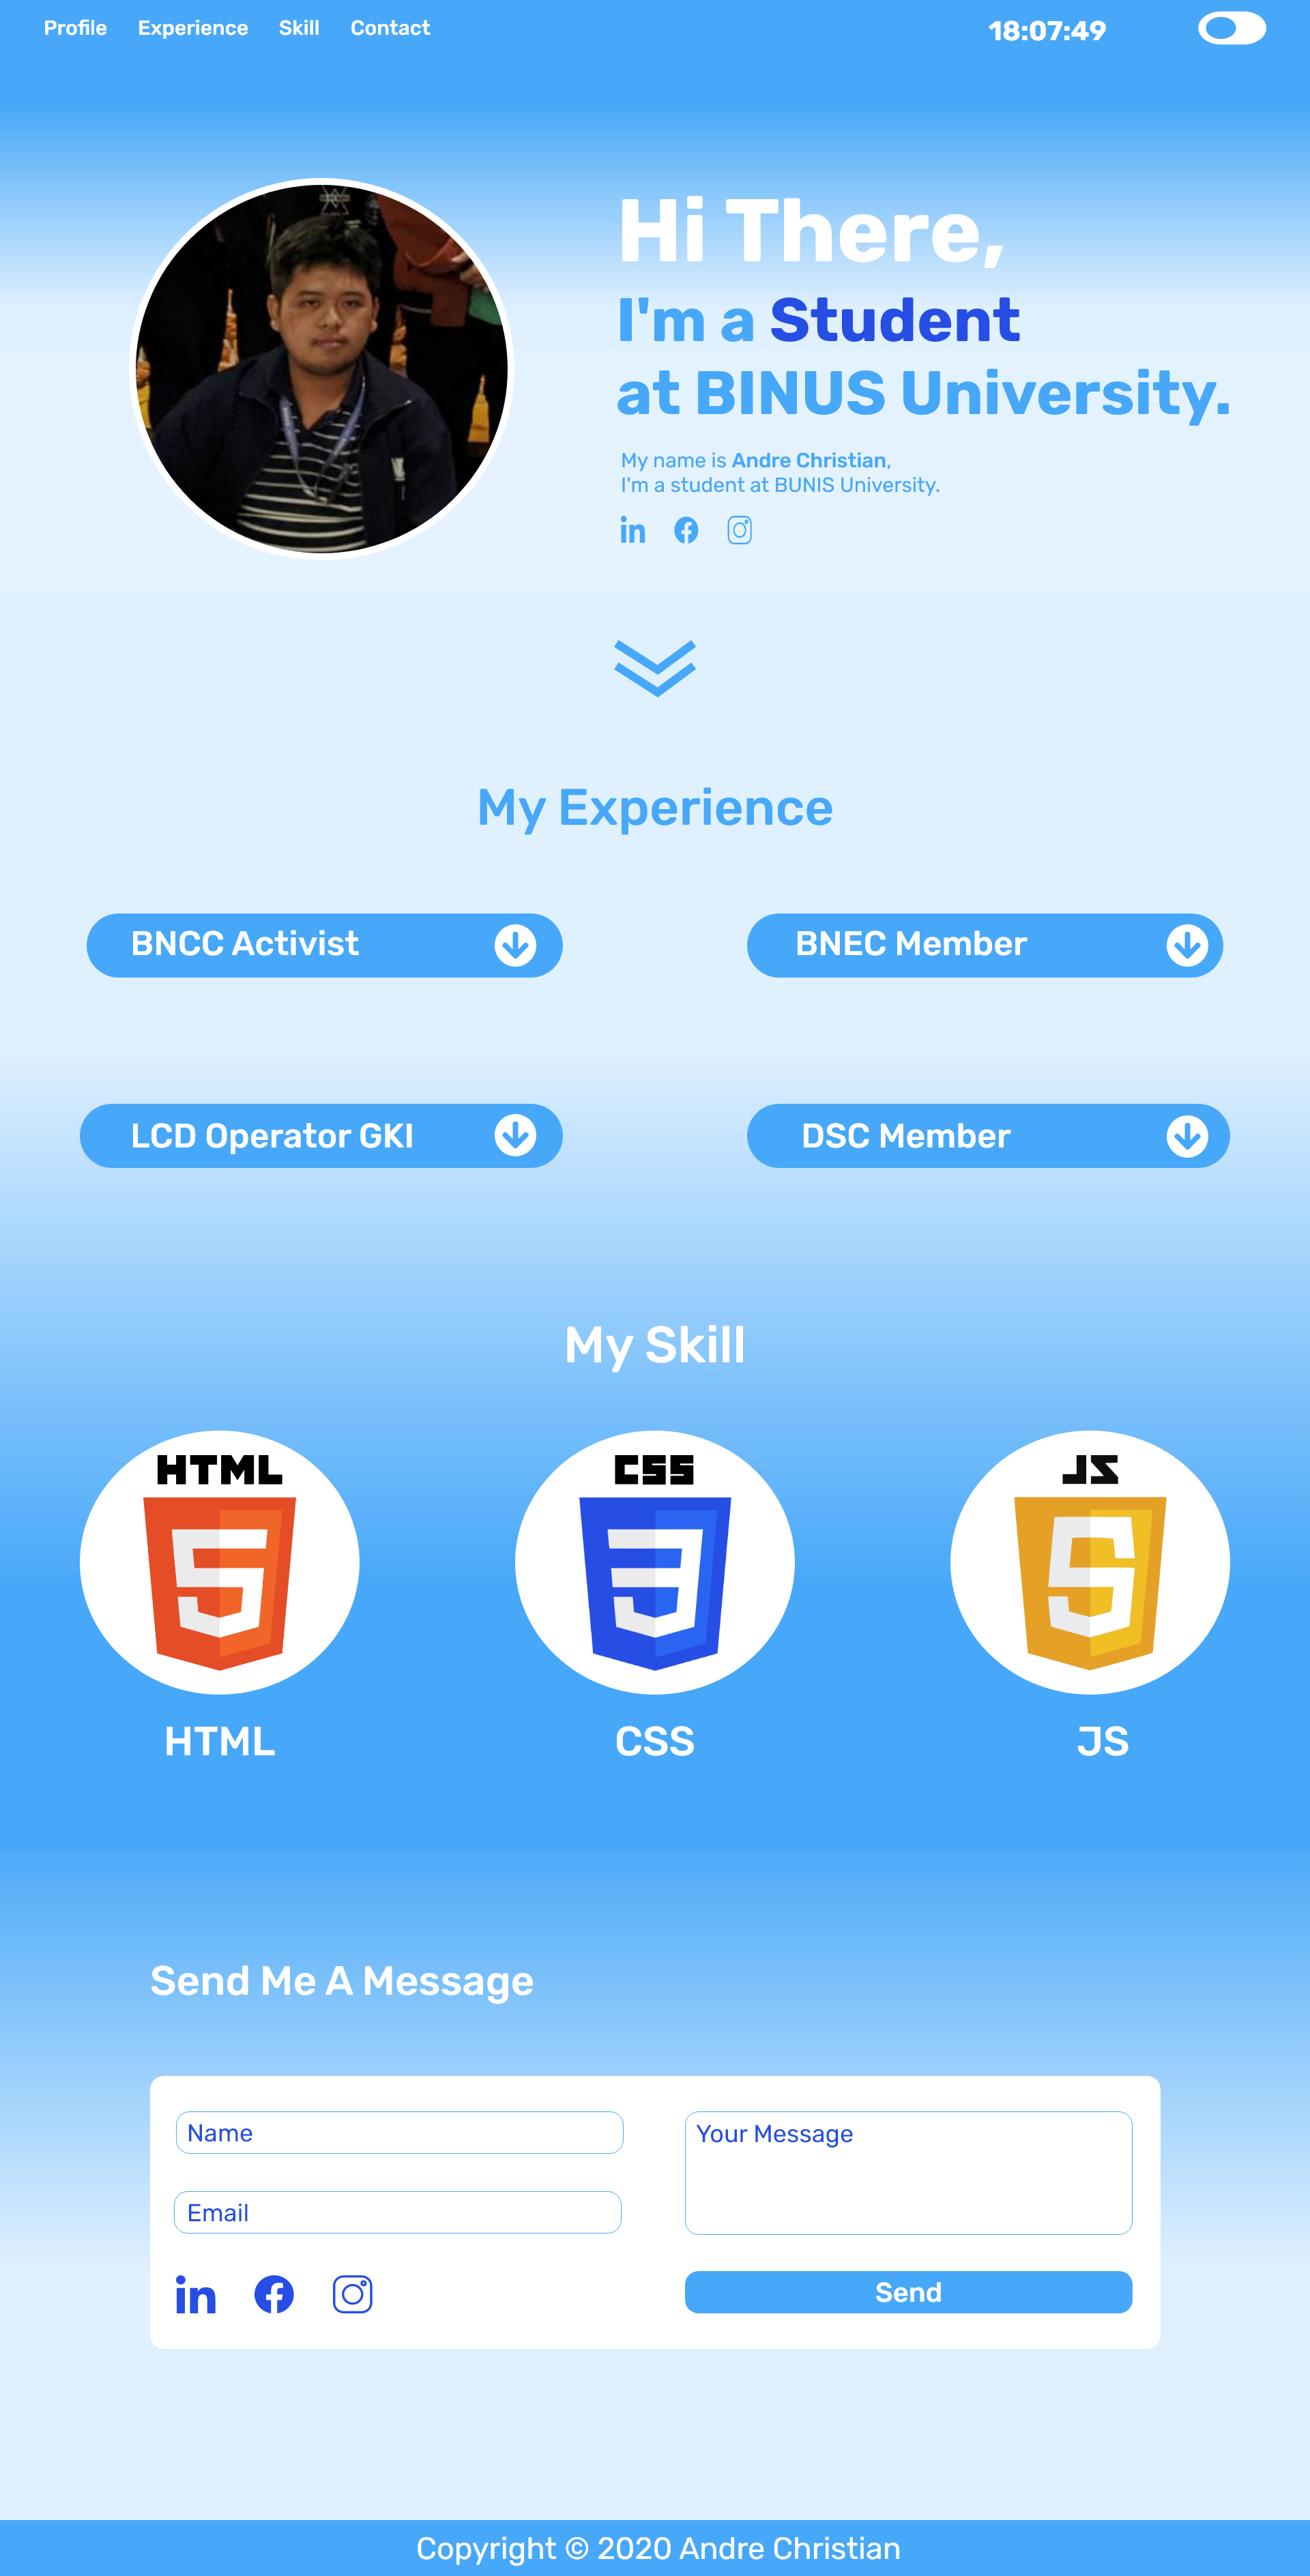 Profile Experience Skill Contact 18:07:49
Hi There,
I'm a Student
at BINUS University.
My name is Andre Christian,
I'm a student at BUNIS University.
in
My Experience
BNCC Activist
BNEC Member
LCD Operator GKI
DSC Member
My Skill
HTML
CSS
JS
HTML
CSS
JS
Send Me A Message
Name
Your Message
Email
in
Send
Copyright © 2020 Andre Christian